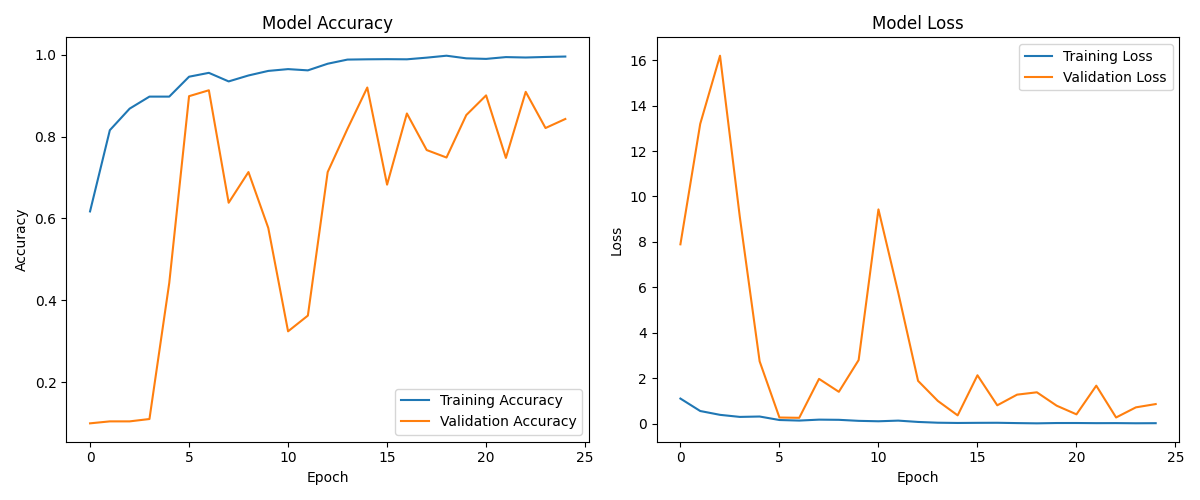 Model Accuracy
1.0
0.8
0.6
0.4
0.2
Accuracy
0 5 10 15 20 25
Epoch
Training Accuracy
Validation Accuracy
Model Loss
16
14
12
10
8
6
4
2
0
Loss
0 5 10 15 20 25
Epoch
Training Loss
Validation Loss